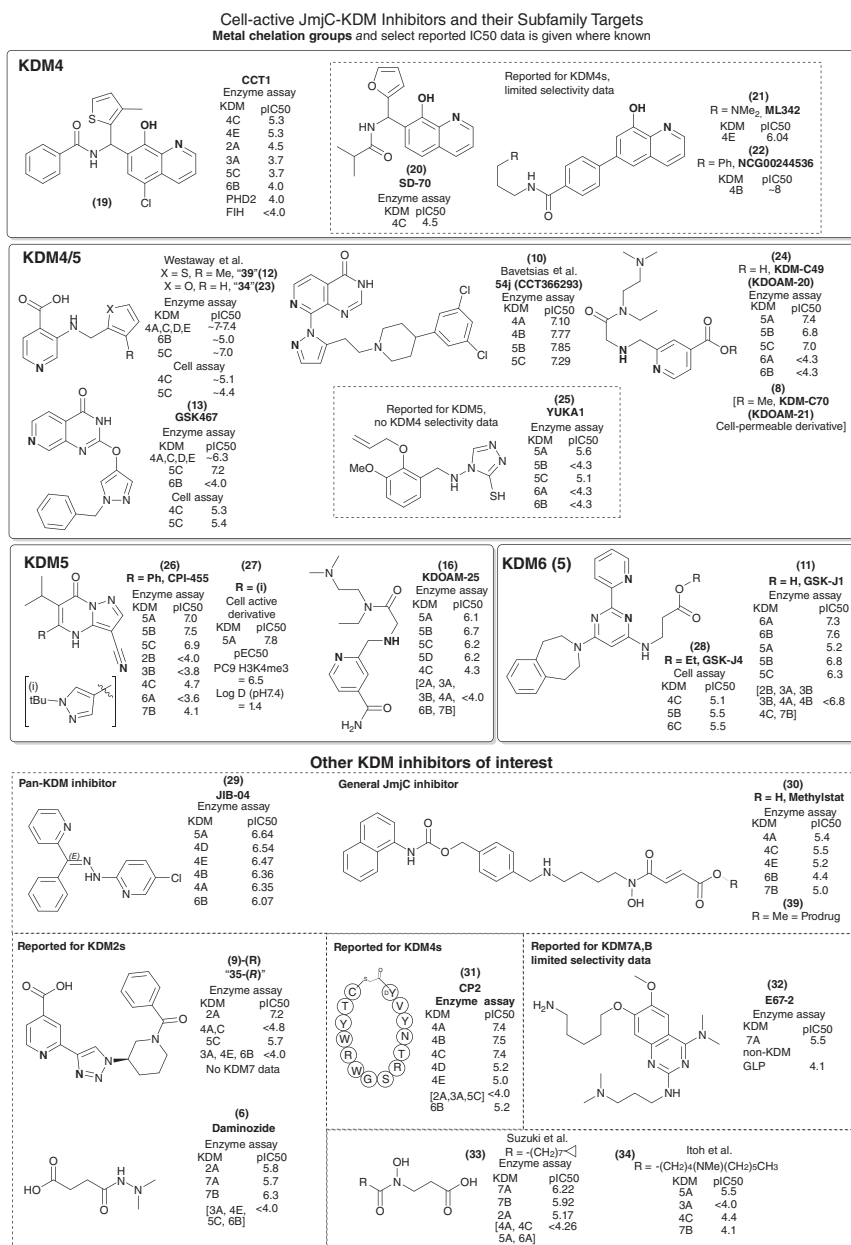 Cell-active JmjC-KDM Inhibitors and their Subfamily Targets
Metal chelation groups and select reported IC50 data is given where known
KDM4
CCT1
Enzyme assay
KDM pIC50
4C 5.3
4E 5.3
2A 4.5
3A 3.7
5C 3.7
6B 4.0
PHD2 4.0
FIH <4.0
S
OH
N
O
N
H
Cl
(19)
Reported for KDM4s,
limited selectivity data
O
OH
N
HN
O
(20)
SD-70
Enzyme assay
KDM pIC50
4C 4.5
OH
N
R
N
H
O
(21)
R = NMe2, ML342
KDM pIC50
4E 6.04
(22)
R = Ph, NCG00244536
KDM pIC50
4B ~8
KDM4/5
Westaway et al.
X = S, R = Me, "39"(12)
X = O, R = H, "34"(23)
Enzyme assay
KDM pIC50
4A,C,D,E ~7-7.4
6B ~5.0
5C ~7.0
Cell assay
4C ~5.1
5C ~4.4
O OH
H
N
X
R
N
(13)
GSK467
Enzyme assay
KDM pIC50
4A,C,D,E ~6.3
5C 7.2
6B <4.0
Cell assay
4C 5.3
5C 5.4
O
NH
N
N
O
N
N
O
NH
N
N
N
N
N
Cl
Cl
(10)
Bavetsias et al.
54j (CCT366293)
Enzyme assay
KDM pIC50
4A 7.10
4B 7.77
5B 7.85
5C 7.29
N
O
N
N
H
N
O
OR
(24)
R = H, KDM-C49
(KDOAM-20)
Enzyme assay
KDM pIC50
5A 7.4
5B 6.8
5C 7.0
6A <4.3
6B <4.3
(8)
[R = Me, KDM-C70
(KDOAM-21)
Cell-permeable derivative]
Reported for KDM5,
no KDM4 selectivity data
O
MeO
N
H
N
N
N
SH
(25)
YUKA1
Enzyme assay
KDM pIC50
5A 5.6
5B <4.3
5C 5.1
6A <4.3
6B <4.3
KDM5
(26)
R = Ph, CPI-455
Enzyme assay
KDM pIC50
5A 7.0
5B 7.5
5C 6.9
2B <4.0
3B <3.8
4C 4.7
6A <3.6
7B 4.1
O
N
N
R
N
H
N
(i)
tBu
N
N
(27)
R = (i)
Cell active
derivative
KDM pIC50
5A 7.8
pEC50
PC9 H3K4me3
= 6.5
Log D (pH7.4)
= 1.4
N
O
N
NH
N
O
H2N
(16)
KDOAM-25
Enzyme assay
KDM pIC50
5A 6.1
5B 6.7
5C 6.2
5D 6.2
4C 4.3
[2A, 3A,
3B, 4A, <4.0
6B, 7B]
KDM6 (5)
N
N
N
N
N
H
O
O
R
(28)
R = Et, GSK-J4
Cell assay
KDM pIC50
4C 5.1
5B 5.5
6C 5.5
(11)
R = H, GSK-J1
Enzyme assay
KDM pIC50
6A 7.3
6B 7.6
5A 5.2
5B 6.8
5C 6.3
[2B, 3A, 3B
3B, 4A, 4B <6.8
4C, 7B]
Other KDM inhibitors of interest
Pan-KDM inhibitor
(29)
JIB-04
Enzyme assay
KDM pIC50
5A 6.64
4D 6.54
4E 6.47
4B 6.36
4A 6.35
6B 6.07
N
(E)
N
NH
N
Cl
General JmjC inhibitor
N
H
O
O
H
N
N
OH
O
O
O
R
(30)
R = H, Methylstat
Enzyme assay
KDM pIC50
4A 5.4
4C 5.5
4E 5.2
6B 4.4
7B 5.0
(39)
R = Me = Prodrug
Reported for KDM2s
(9)-(R)
"35-(R)"
Enzyme assay
KDM pIC50
2A 7.2
4A,C <4.8
5C 5.7
3A, 4E, 6B <4.0
No KDM7 data
O OH
N
N
N
N
N
O
(6)
Daminozide
Enzyme assay
KDM pIC50
2A 5.8
7A 5.7
7B 6.3
[3A, 4E, <4.0
5C, 6B]
O
HO
O
H
N
N
Reported for KDM4s
S
O
D
Y
V
Y
N
T
R
S
G
W
R
W
Y
T
C
(31)
CP2
Enzyme assay
KDM pIC50
4A 7.4
4B 7.5
4C 7.4
4D 5.2
4E 5.0
[2A,3A,5C] <4.0
6B 5.2
Reported for KDM7A,B
limited selectivity data
H2N
O
O
N
N
N
NH
N
(32)
E67-2
Enzyme assay
KDM pIC50
7A 5.5
non-KDM
GLP 4.1
OH
R
N
O
O
OH
(33)
Suzuki et al.
R = -(CH2)7
Enzyme assay
KDM pIC50
7A 6.22
7B 5.92
2A 5.17
[4A, 4C <4.26
5A, 6A]
(34)
Itoh et al.
R = -(CH2)4(NMe)(CH2)5CH3
KDM pIC50
5A 5.5
3A <4.0
4C 4.4
7B 4.1